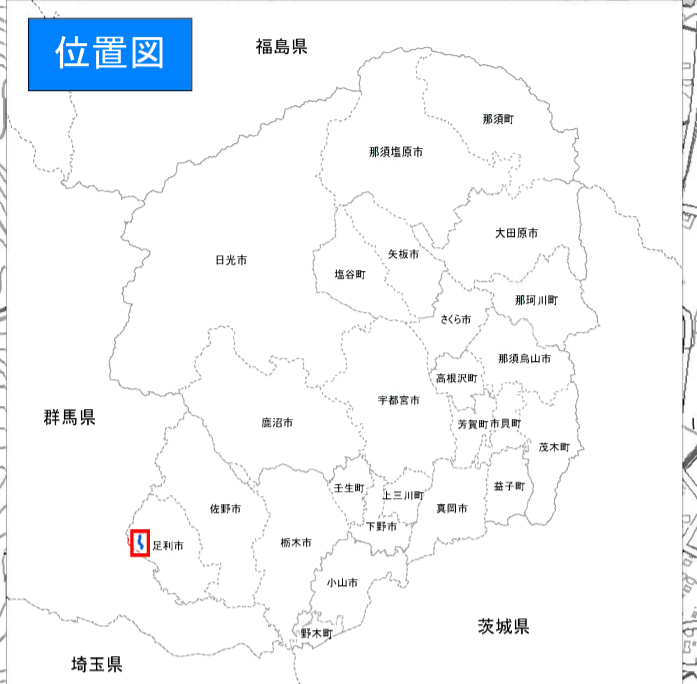 位置図
福島県
那須町
那須塩原市
大田原市
矢板市
日光市
塩谷町
那珂川町
さくら市
那須烏山市
高根沢町
宇都宮市
群馬県
鹿沼市
芳賀町
市貝町
茂木町
壬生町
益子町
上三川町
佐野市
真岡市
下野市
足利市
栃木市
小山市
茨城県
野木町
埼玉県